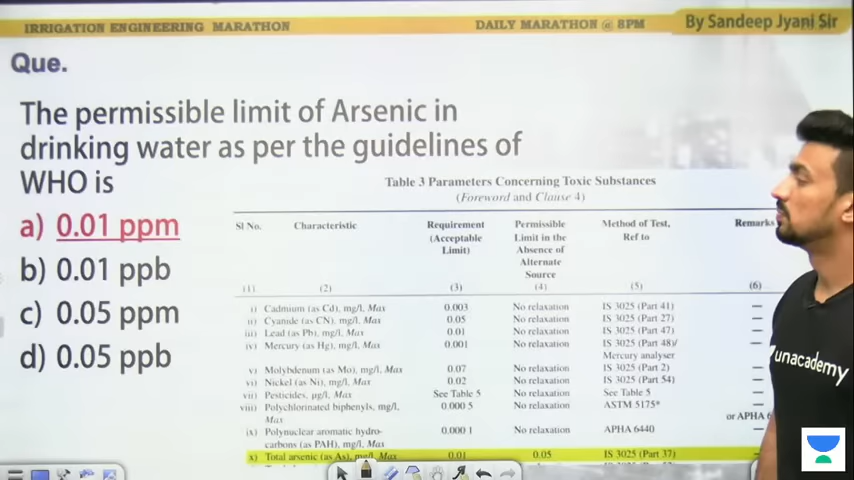 IRRIGATION ENGINEERING MARATHON
DAILY MARATHON @ 8PM
By Sandeep Jyani Sir
Que.
The permissible limit of Arsenic in
drinking water as per the guidelines of
WHO is
a) 0.01 ppm
b) 0.01 ppb
c) 0.05 ppm
d) 0.05 ppb
Table 3 Parameters Concerning Toxic Substances
(Foreword and Clause 4)
Sl No. Characteristic Requirement Permissible Method of Test, Remarks
(Acceptable Limit in the Ref to
Limit) Absence of
Alternate
Source
(1) (2) (3) (4) (5) (6)
i) Cadmium (as Cd), mg/l, Max 0.003 No relaxation IS 3025 (Part 41) —
ii) Cyanide (as CN), mg/l, Max 0.05 No relaxation IS 3025 (Part 27) —
iii) Lead (as Pb), mg/l, Max 0.01 No relaxation IS 3025 (Part 47) —
iv) Mercury (as Hg), mg/l, Max 0.001 No relaxation IS 3025 (Part 48)/ —
Mercury analyser
v) Molybdenum (as Mo), mg/l, Max 0.07 No relaxation IS 3025 (Part 2) —
vi) Nickel (as Ni), mg/l, Max 0.02 No relaxation IS 3025 (Part 54) —
vii) Pesticides, µg/l, Max See Table 5 No relaxation See Table 5 —
viii) Polychlorinated biphenyls, mg/l, 0.000 5 No relaxation ASTM 5175* —
Max or APHA 6
ix) Polynuclear aromatic hydro- 0.000 1 No relaxation APHA 6440 —
carbons (as PAH), mg/l, Max
x) Total arsenic (as As), mg/l, Max 0.01 0.05 IS 3025 (Part 37) —
unacademy